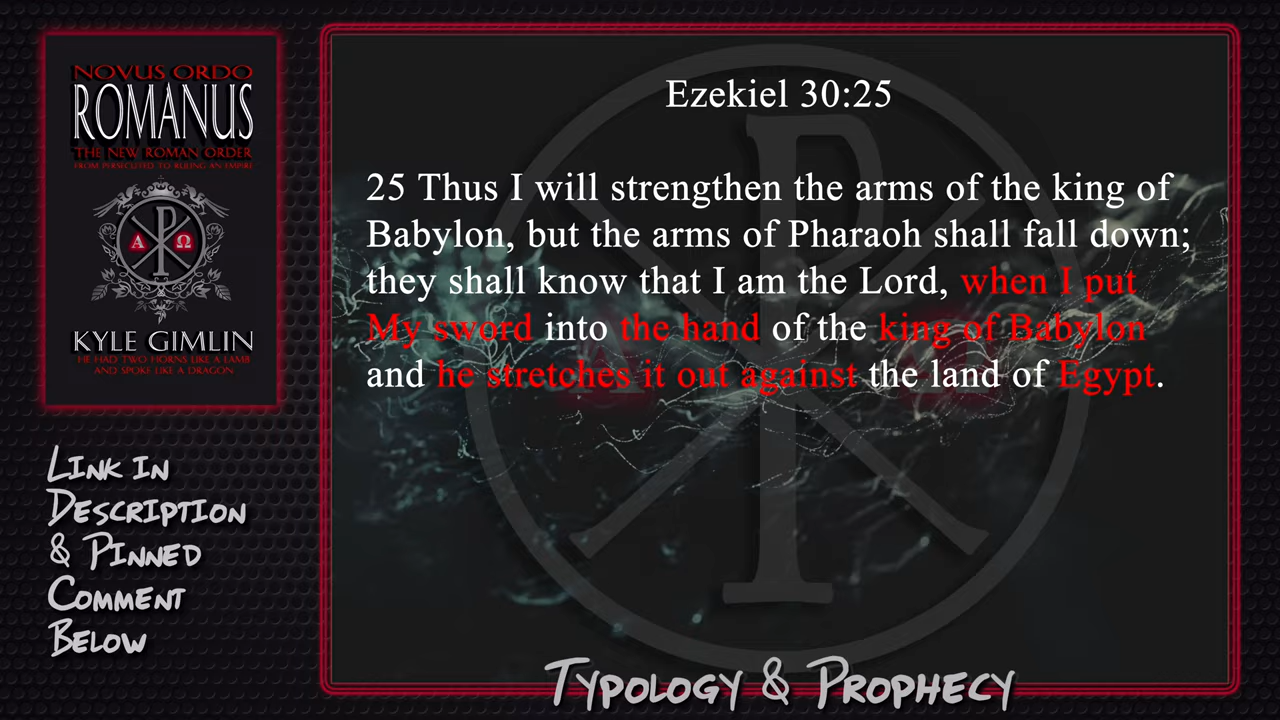 NOVUS ORDO
ROMANUS
THE NEW ROMAN ORDER
FROM PERSECUTED TO RULING AN EMPIRE
Α Ω
KYLE GIMLIN
HE HAD TWO HORNS LIKE A LAMB
AND SPOKE LIKE A DRAGON
LINK IN
DESCRIPTION
& PINNED
COMMENT
BELOW
Ezekiel 30:25
25 Thus I will strengthen the arms of the king of
Babylon, but the arms of Pharaoh shall fall down;
they shall know that I am the Lord, when I put
My sword into the hand of the king of Babylon
and he stretches it out against the land of Egypt.
TYPOLOGY & PROPHECY